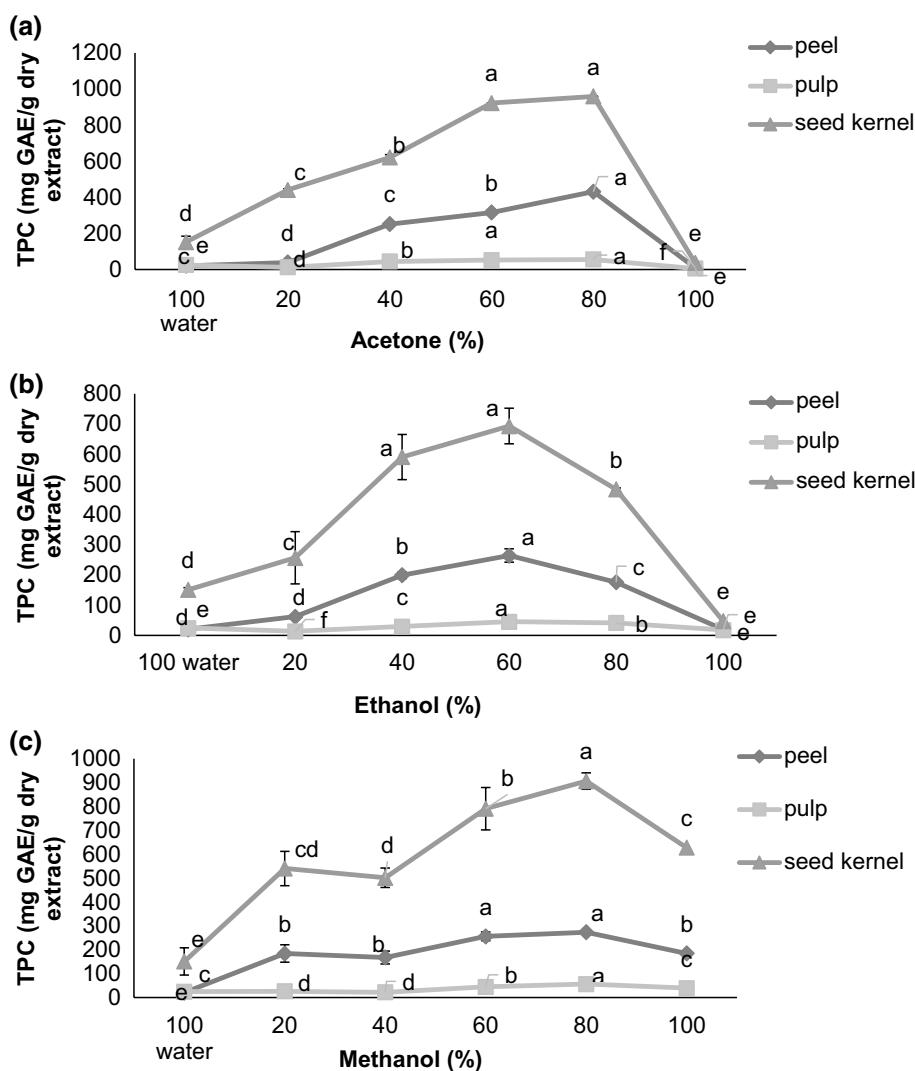 (a)
TPC (mg GAE/g dry
extract)
1200
1000
800
600
400
200
0
a a
b
c
d
a
b
c
d
e
a
b
c d
a
e
f
e
100 20 40 60 80 100
water
Acetone (%)
peel
pulp
seed kernel
(b)
TPC (mg GAE/g dry
extract)
800
700
600
500
400
300
200
100
0
a
a
b
c
d
a
b
c
d
e
c
a
d f
b
e
e
e
100 water 20 40 60 80 100
Ethanol (%)
peel
pulp
seed kernel
(c)
TPC (mg GAE/g dry
extract)
1000
900
800
700
600
500
400
300
200
100
0
a
b
c
cd d
e
a a
b b b
c
c
d d b a
e
100 20 40 60 80 100
water
Methanol (%)
peel
pulp
seed kernel